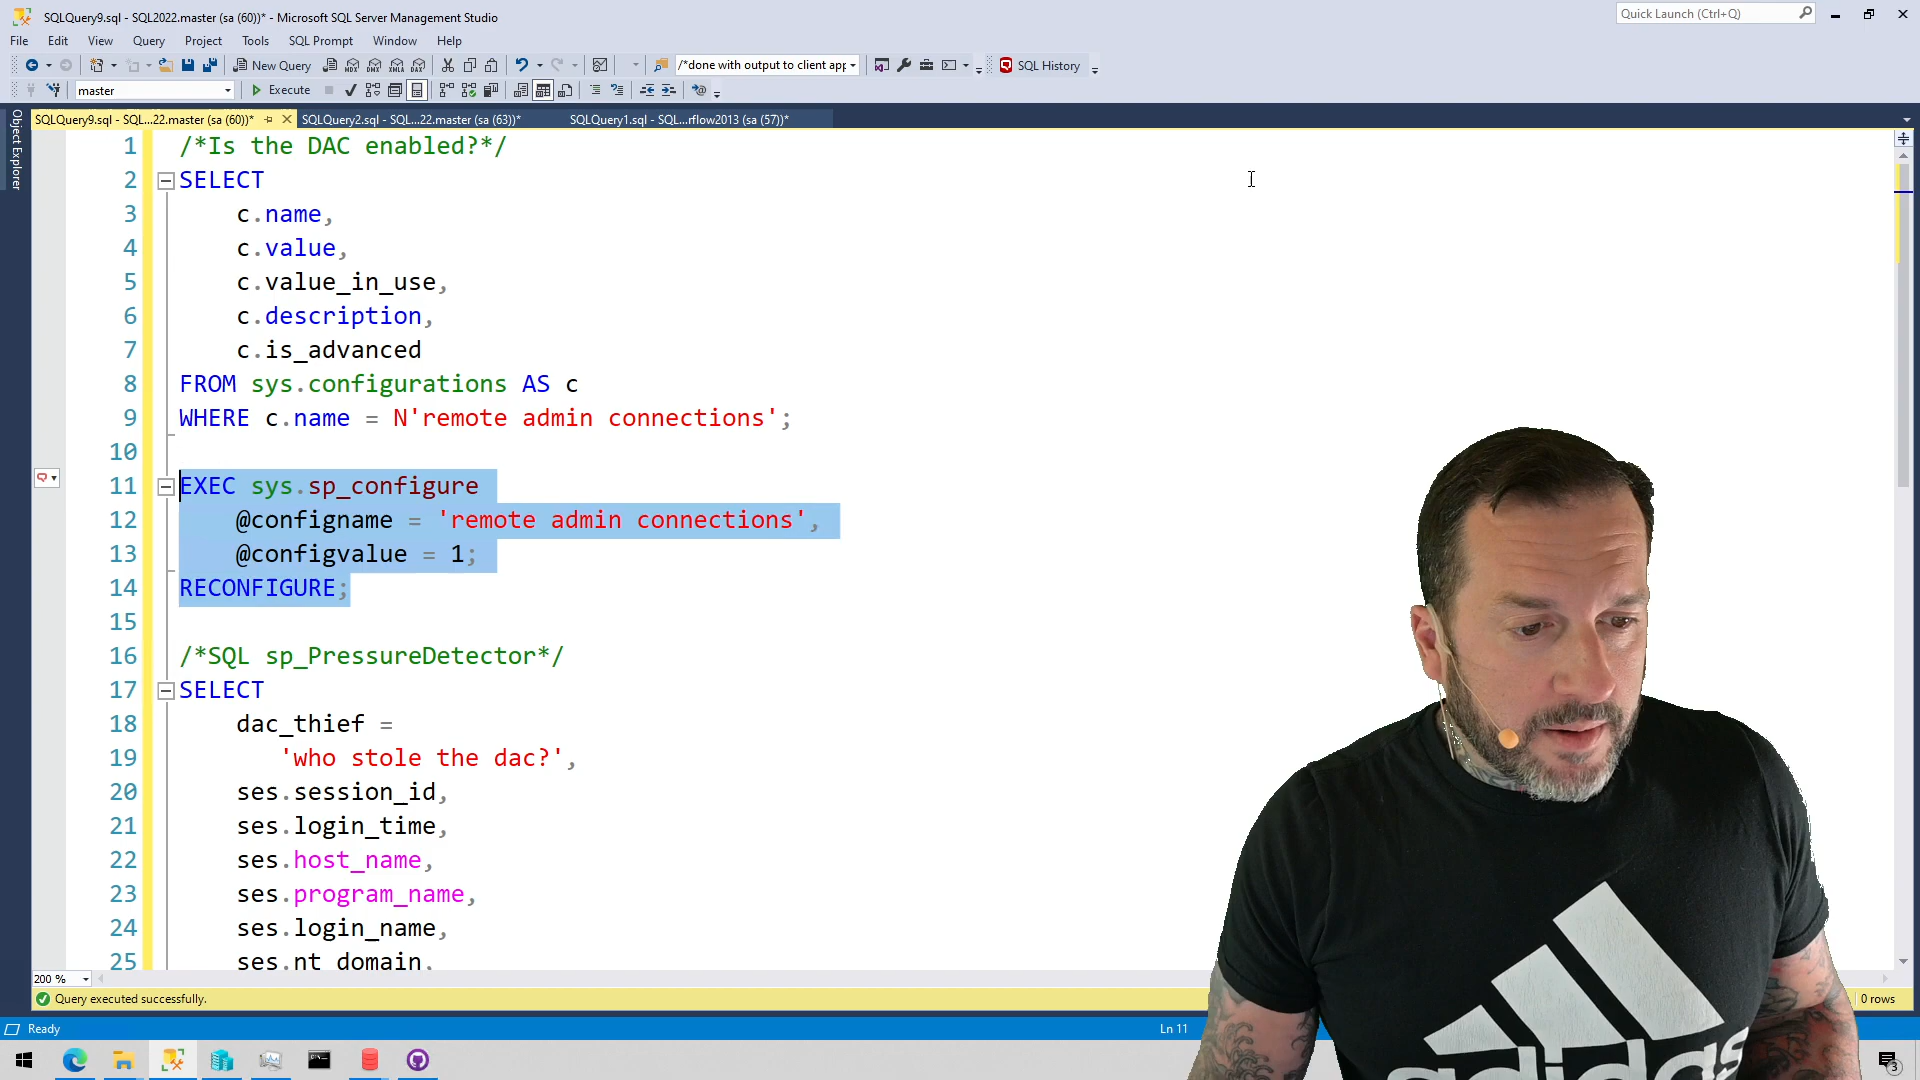 SQLQuery9.sql - SQL2022.master (sa (60))* - Microsoft SQL Server Management Studio
Quick Launch (Ctrl+Q)
File Edit View Query Project Tools SQL Prompt Window Help
New Query
MDX DMX XMLA DAX
/*done with output to client app
SQL History
master
Execute
SQLQuery9.sql - SQL...22.master (sa (60))*
SQLQuery2.sql - SQL...22.master (sa (63))*
SQLQuery1.sql - SQL...rflow2013 (sa (57))*
Object Explorer
1 /*Is the DAC enabled?*/
2 SELECT
3 c.name,
4 c.value,
5 c.value_in_use,
6 c.description,
7 c.is_advanced
8 FROM sys.configurations AS c
9 WHERE c.name = N'remote admin connections';
10
11 EXEC sys.sp_configure
12 @configname = 'remote admin connections',
13 @configvalue = 1;
14 RECONFIGURE;
15
16 /*SQL sp_PressureDetector*/
17 SELECT
18 dac_thief =
19 'who stole the dac?',
20 ses.session_id,
21 ses.login_time,
22 ses.host_name,
23 ses.program_name,
24 ses.login_name,
25 ses.nt_domain,
200 %
Query executed successfully.
0 rows
Ready
Ln 11
adidas
3